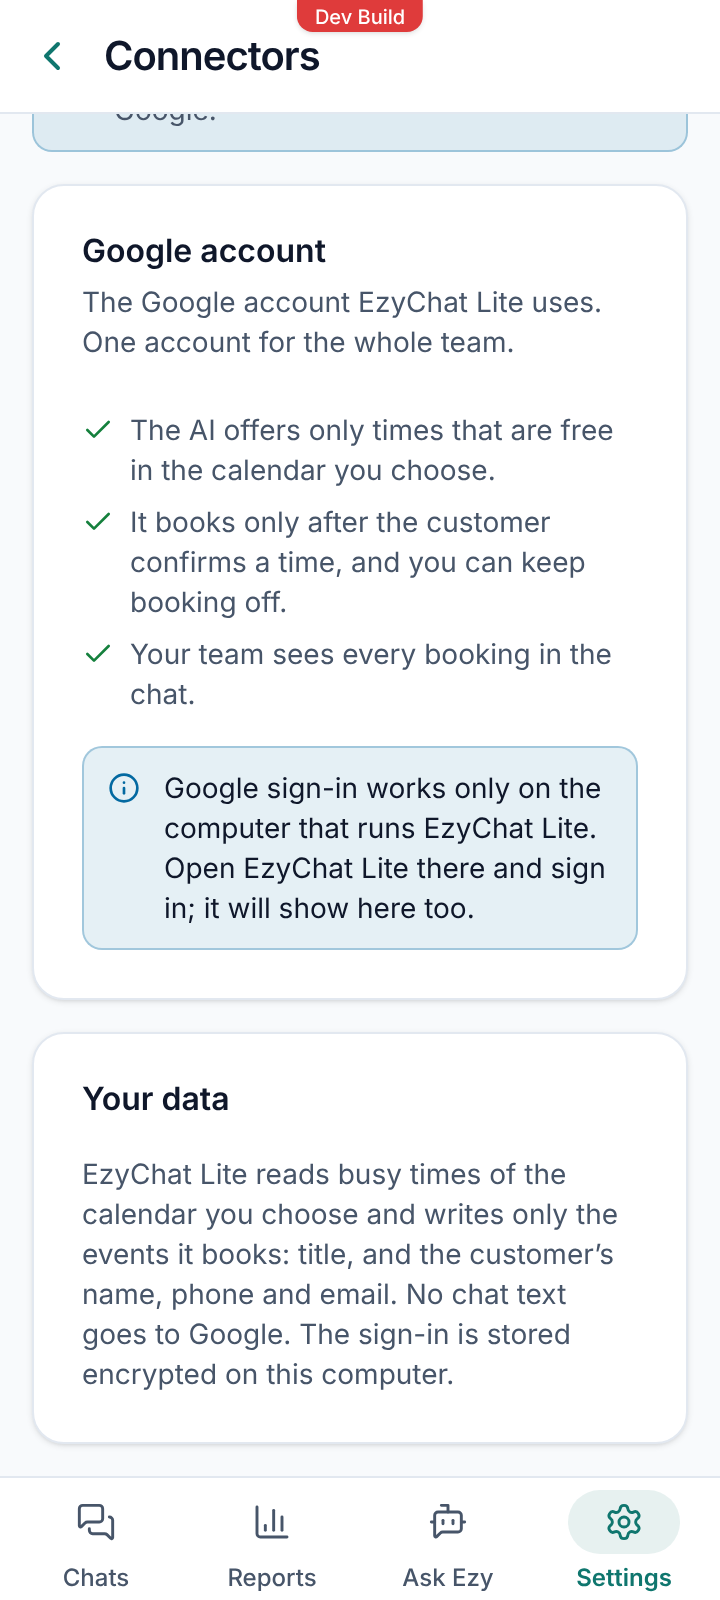 Dev Build
Connectors
Google.
Google account
The Google account EzyChat Lite uses.
One account for the whole team.
The AI offers only times that are free
in the calendar you choose.
It books only after the customer
confirms a time, and you can keep
booking off.
Your team sees every booking in the
chat.
Google sign-in works only on the
computer that runs EzyChat Lite.
Open EzyChat Lite there and sign
in; it will show here too.
Your data
EzyChat Lite reads busy times of the
calendar you choose and writes only the
events it books: title, and the customer’s
name, phone and email. No chat text
goes to Google. The sign-in is stored
encrypted on this computer.
Chats
Reports
Ask Ezy
Settings